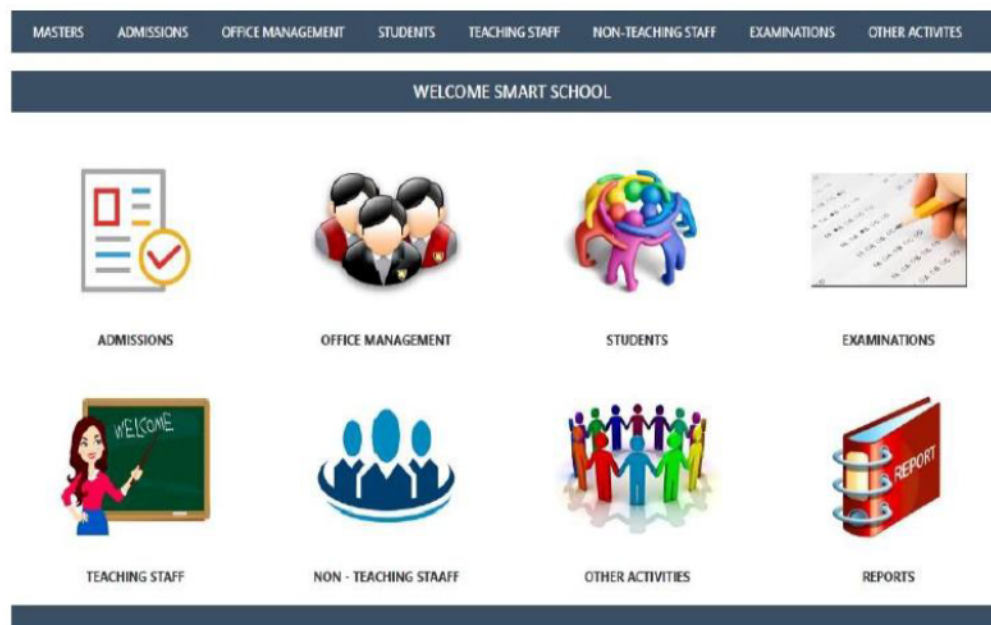 MASTERS ADMISSIONS OFFICE MANAGEMENT STUDENTS TEACHING STAFF NON-TEACHING STAFF EXAMINATIONS OTHER ACTIVITES
WELCOME SMART SCHOOL
ADMISSIONS OFFICE MANAGEMENT STUDENTS EXAMINATIONS
WELCOME
REPORT
TEACHING STAFF NON - TEACHING STAAFF OTHER ACTIVITIES REPORTS